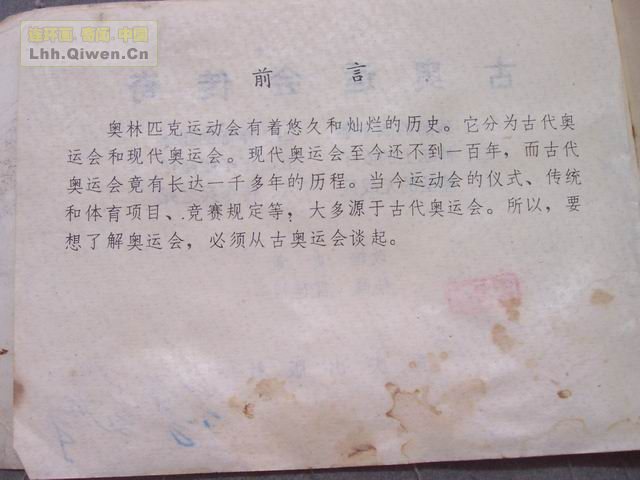 连环画.奇闻.中国
Lhh.Qiwen.Cn
前言
奥林匹克运动会有着悠久和灿烂的历史。它分为古代奥
运会和现代奥运会。现代奥运会至今还不到一百年，而古代
奥运会竟有长达一千多年的历程。当今运动会的仪式、传统
和体育项目、竞赛规定等，大多源于古代奥运会。所以，要
想了解奥运会，必须从古奥运会谈起。